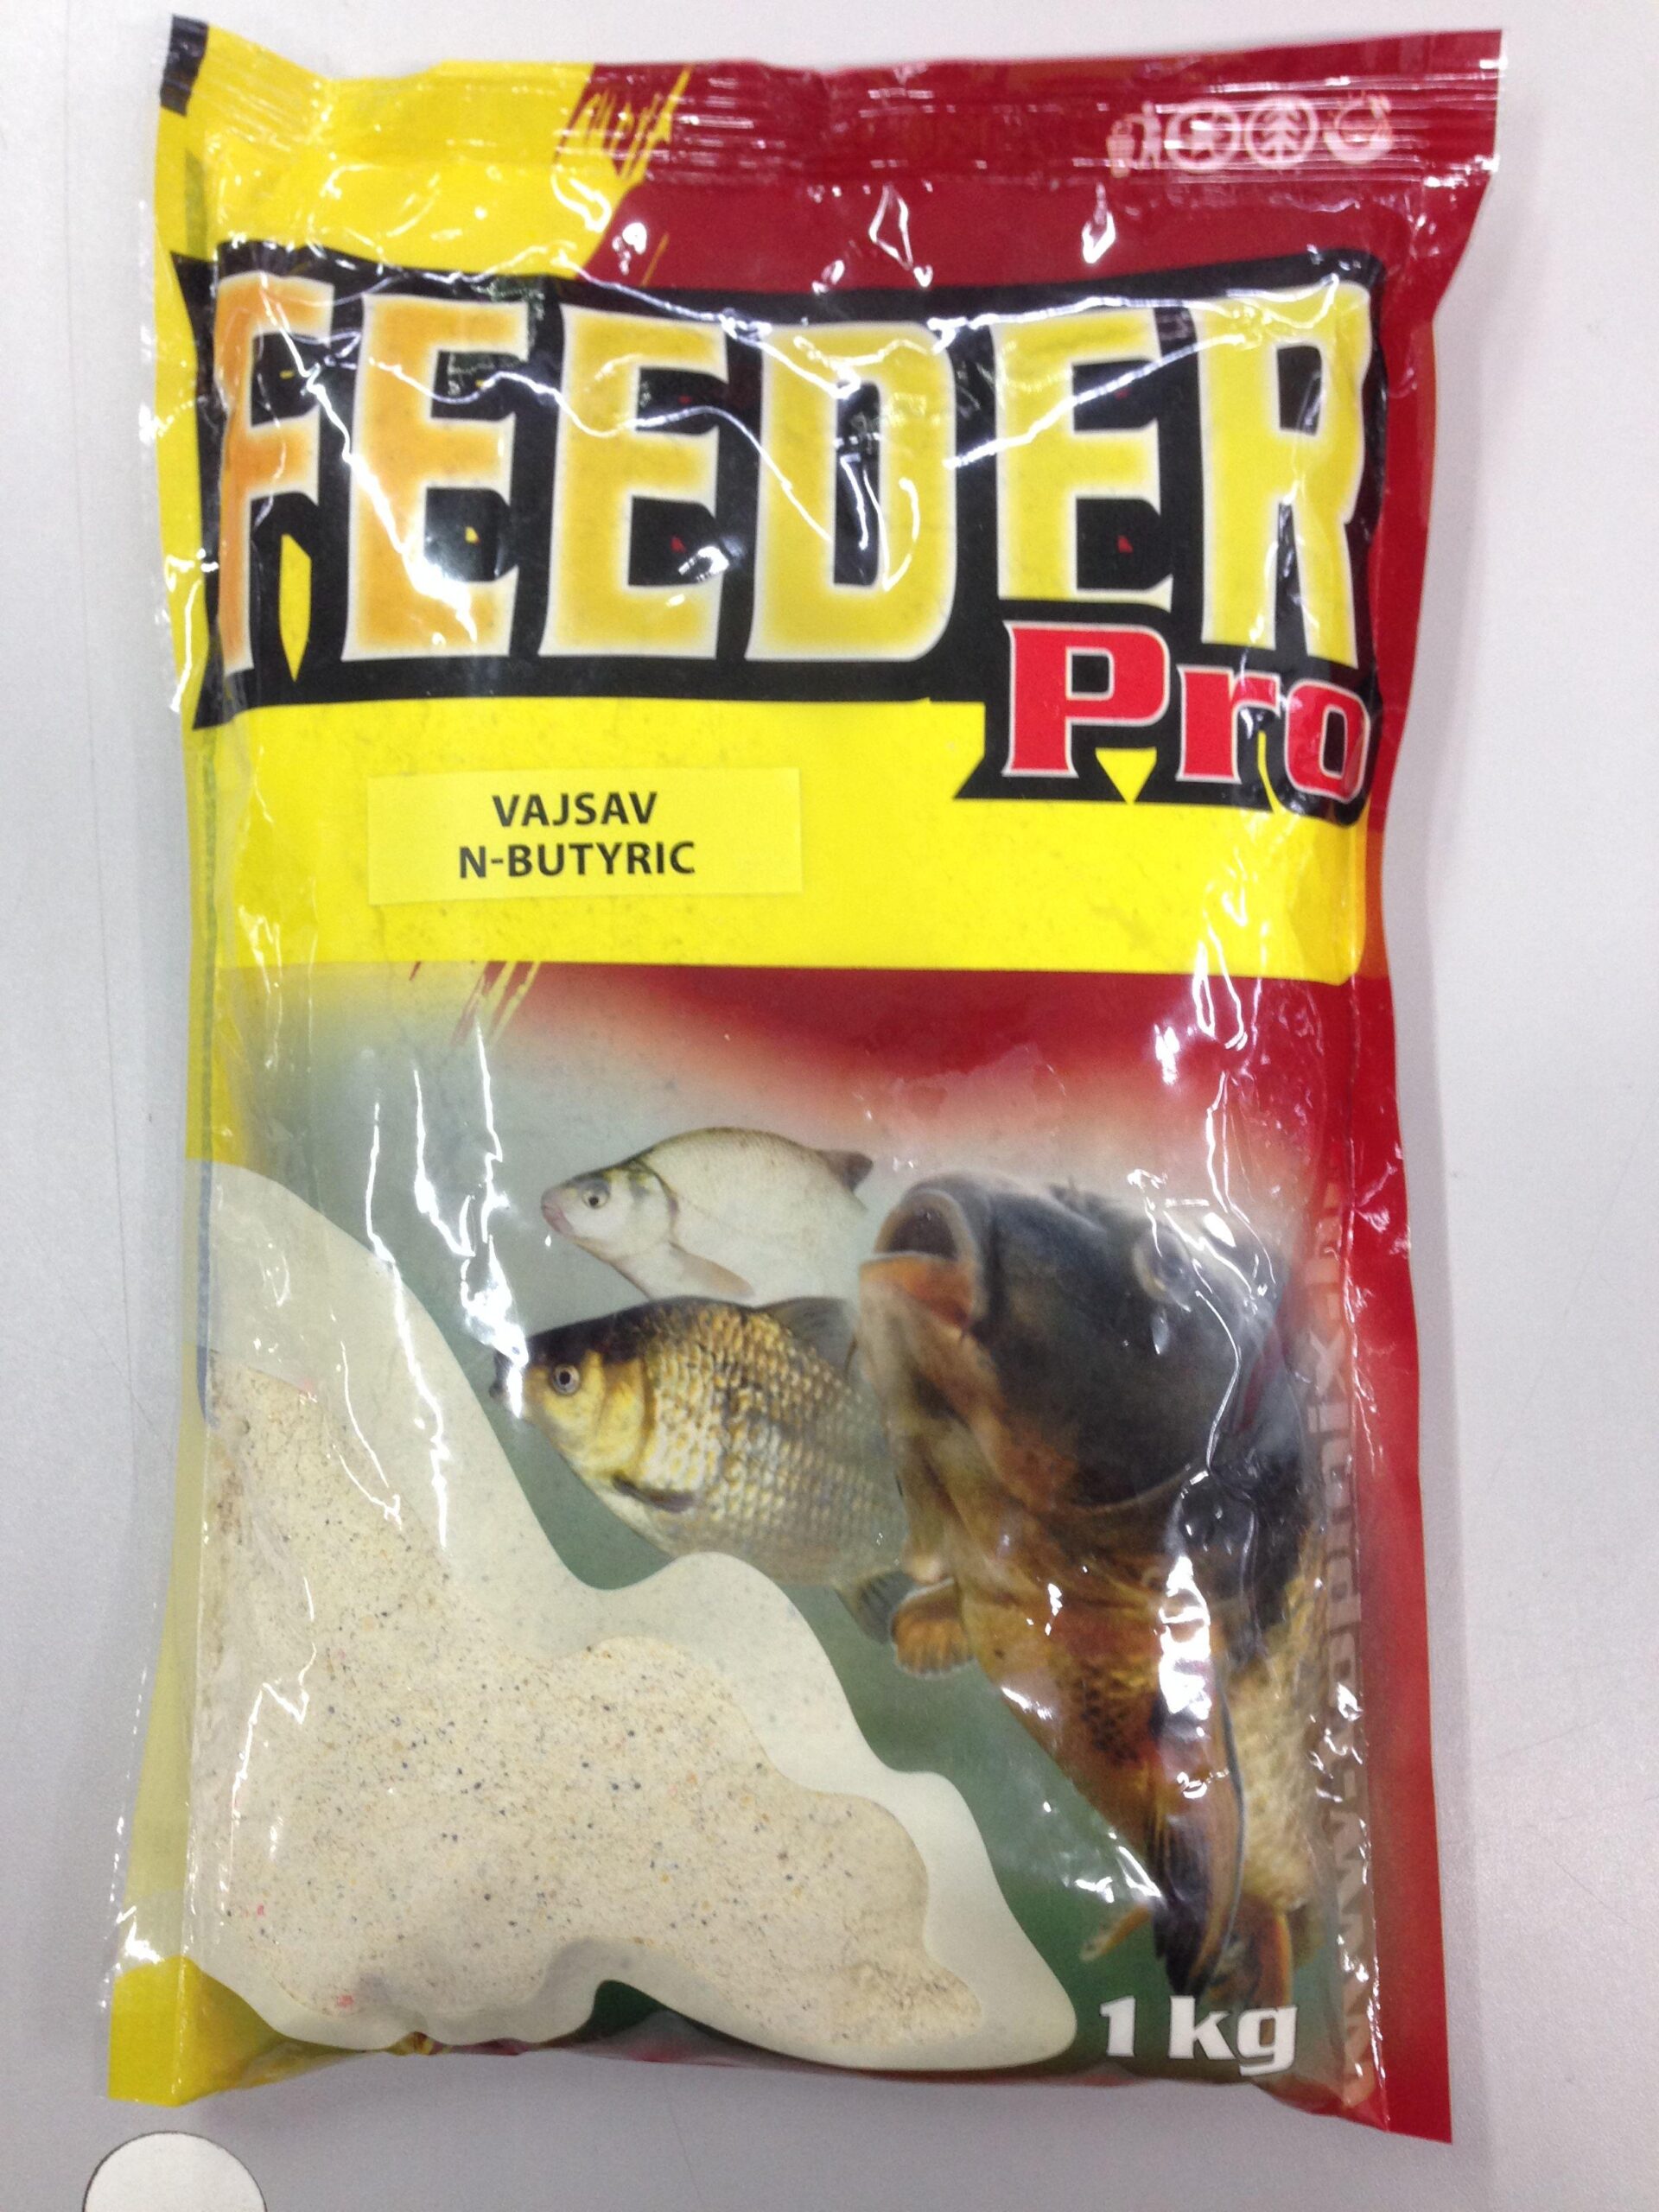 FEEDER
Pro
VAJSAV
N-BUTYRIC
1 kg